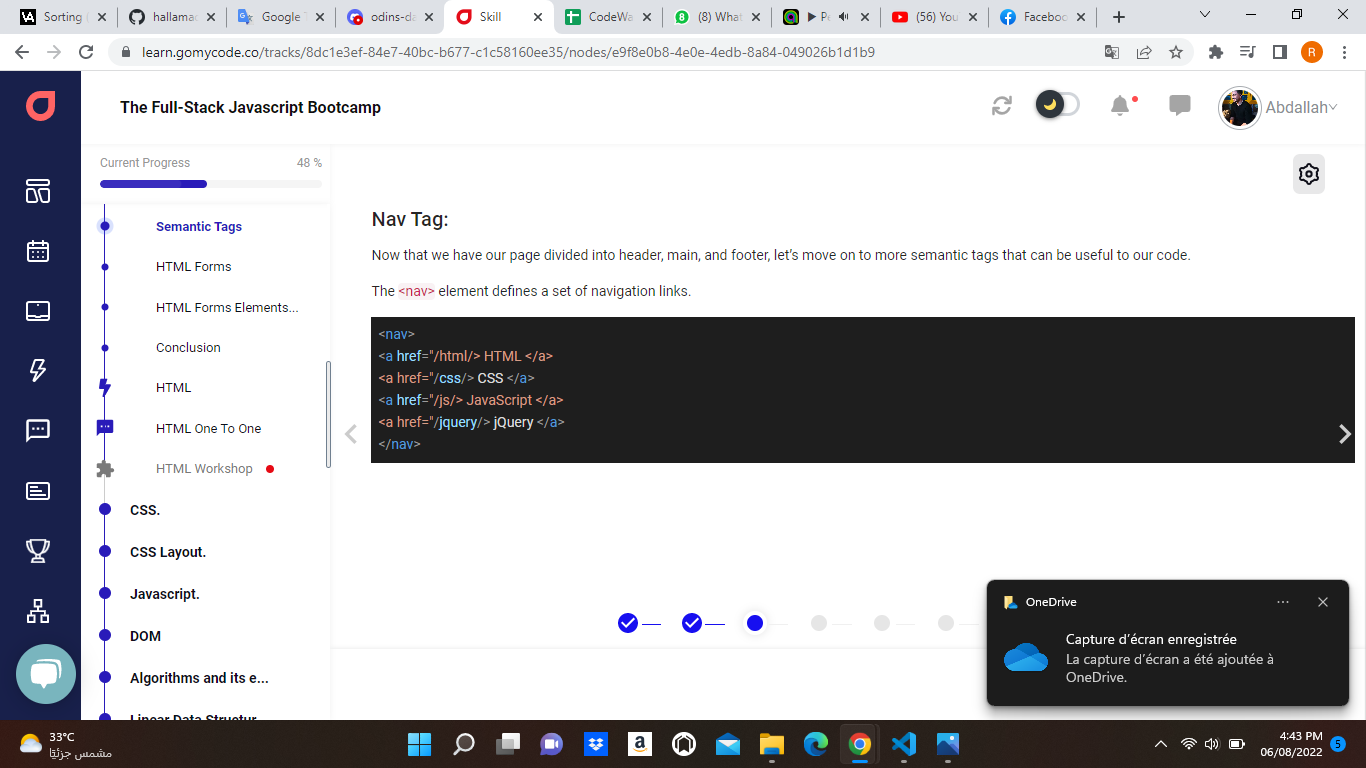 Sorting
hallamad
Google T
odins-da
Skill
CodeWa
(8) What
(56) You
Faceboo
learn.gomycode.co/tracks/8dc1e3ef-84e7-40bc-b677-c1c58160ee35/nodes/e9f8e0b8-4e0e-4edb-8a84-049026b1d1b9
R
The Full-Stack Javascript Bootcamp
Abdallah
Current Progress
48 %
Semantic Tags
HTML Forms
HTML Forms Elements...
Conclusion
HTML
HTML One To One
HTML Workshop
CSS.
CSS Layout.
Javascript.
DOM
Algorithms and its e...
Linear Data Structur
Nav Tag:
Now that we have our page divided into header, main, and footer, let’s move on to more semantic tags that can be useful to our code.
The <nav> element defines a set of navigation links.
<nav>
<a href="/html/> HTML </a>
<a href="/css/> CSS </a>
<a href="/js/> JavaScript </a>
<a href="/jquery/> jQuery </a>
</nav>
OneDrive
Capture d’écran enregistrée
La capture d’écran a été ajoutée à
OneDrive.
33°C
مشمس جزئيًا
4:43 PM
06/08/2022
5